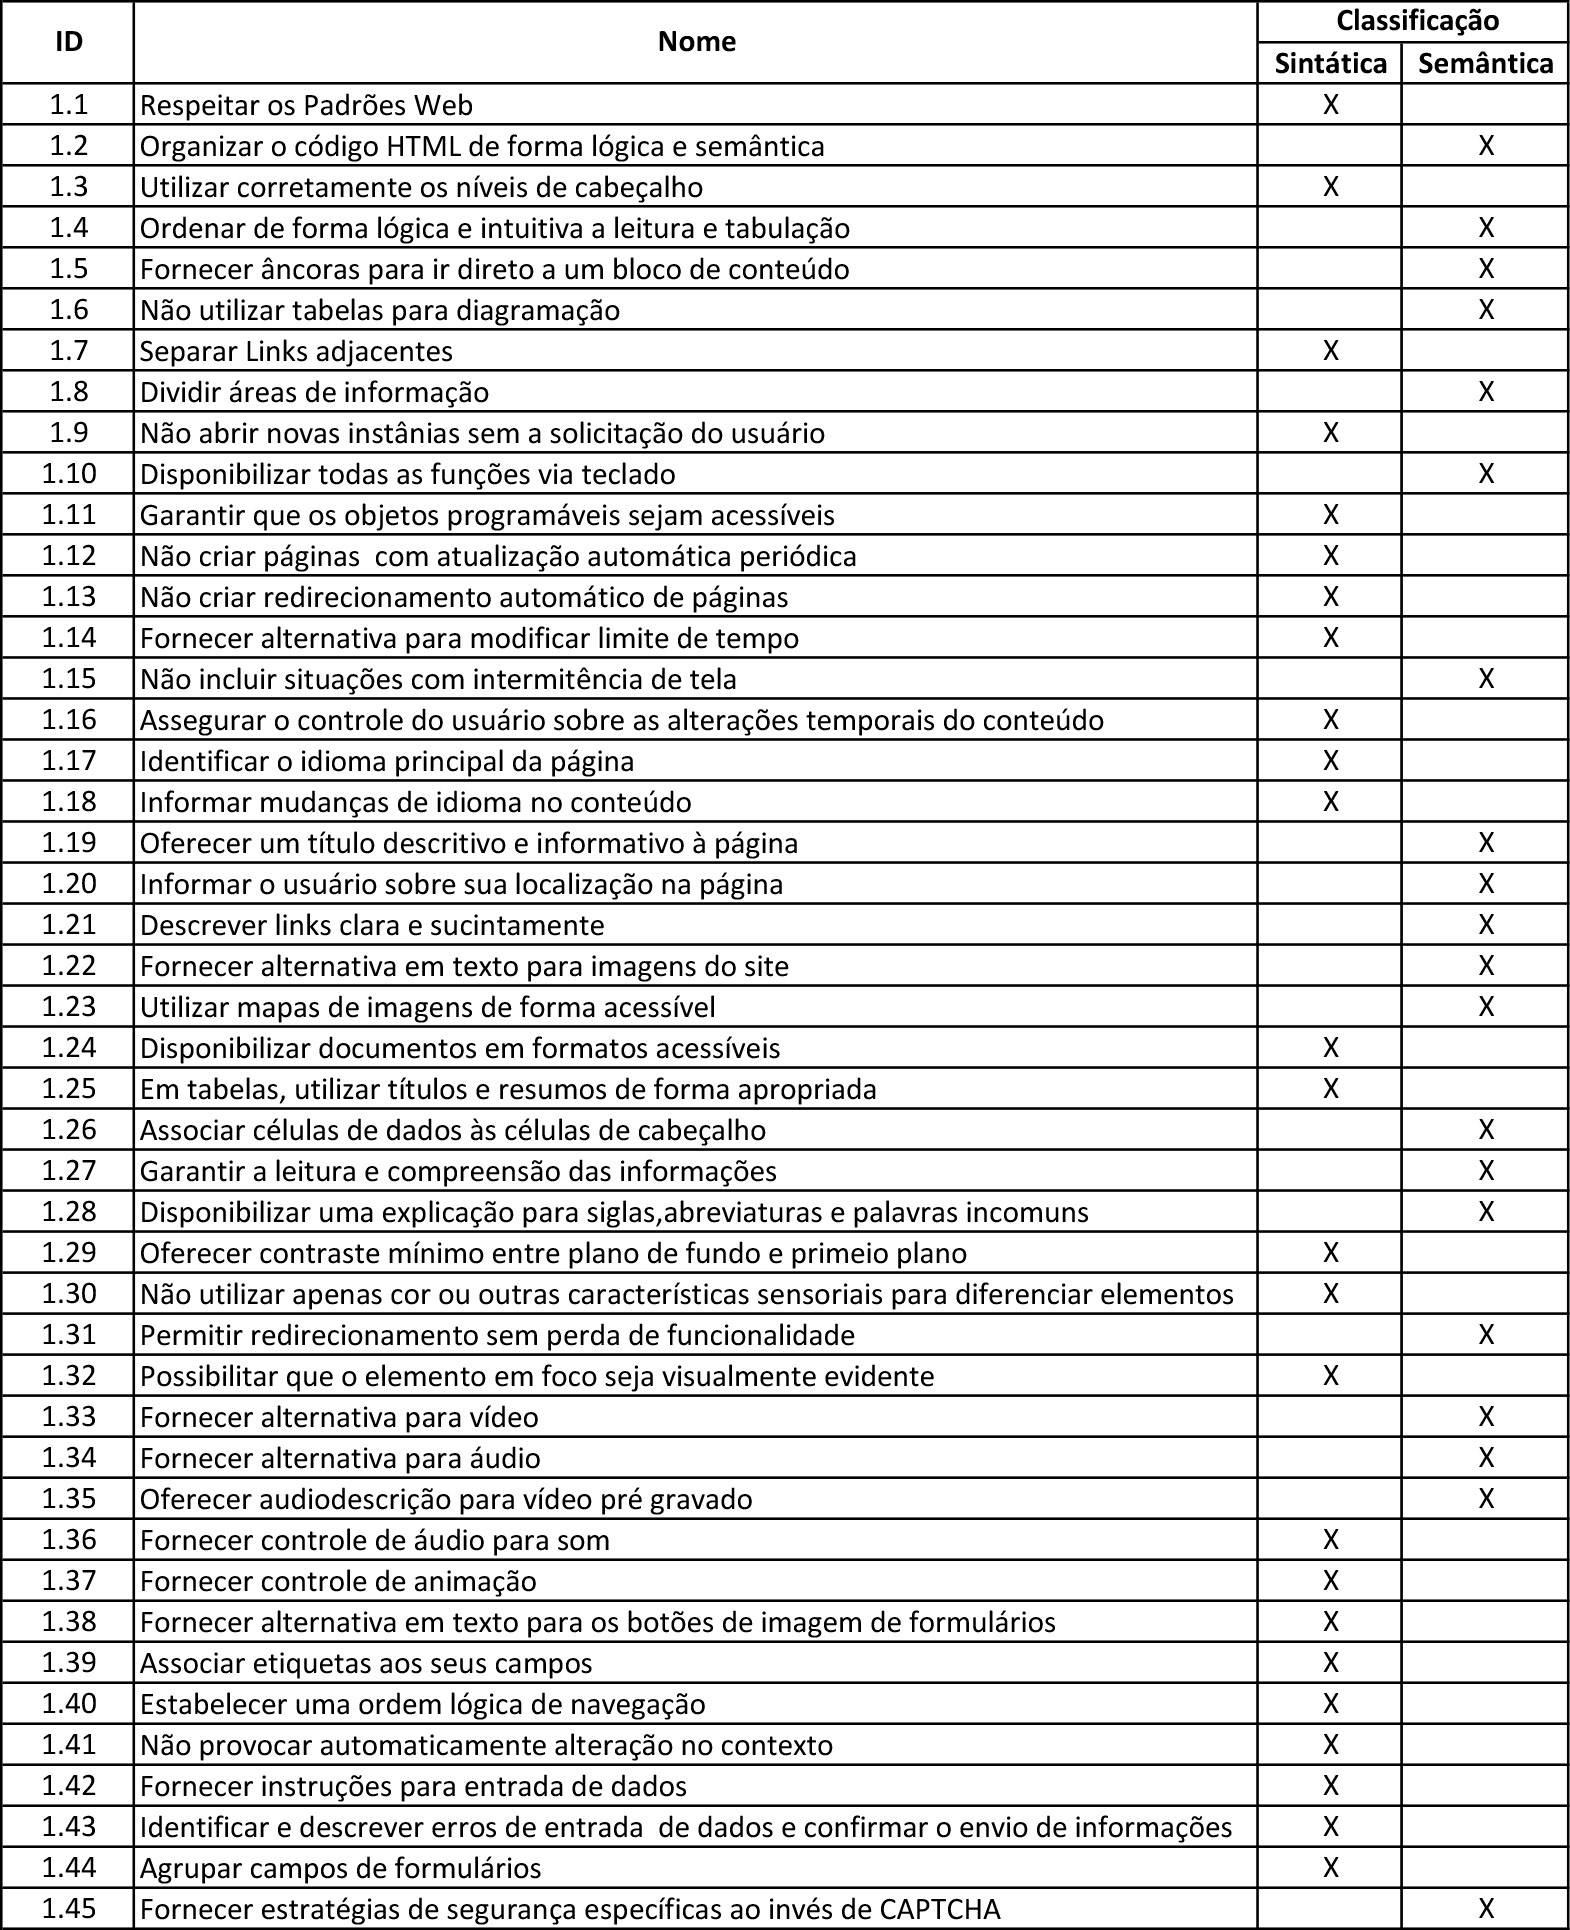 ID Nome Classificação
Sintática Semântica
1.1 Respeitar os Padrões Web X
1.2 Organizar o código HTML de forma lógica e semântica X
1.3 Utilizar corretamente os níveis de cabeçalho X
1.4 Ordenar de forma lógica e intuitiva a leitura e tabulação X
1.5 Fornecer âncoras para ir direto a um bloco de conteúdo X
1.6 Não utilizar tabelas para diagramação X
1.7 Separar Links adjacentes X
1.8 Dividir áreas de informação X
1.9 Não abrir novas instânias sem a solicitação do usuário X
1.10 Disponibilizar todas as funções via teclado X
1.11 Garantir que os objetos programáveis sejam acessíveis X
1.12 Não criar páginas  com atualização automática periódica X
1.13 Não criar redirecionamento automático de páginas X
1.14 Fornecer alternativa para modificar limite de tempo X
1.15 Não incluir situações com intermitência de tela X
1.16 Assegurar o controle do usuário sobre as alterações temporais do conteúdo X
1.17 Identificar o idioma principal da página X
1.18 Informar mudanças de idioma no conteúdo X
1.19 Oferecer um título descritivo e informativo à página X
1.20 Informar o usuário sobre sua localização na página X
1.21 Descrever links clara e sucintamente X
1.22 Fornecer alternativa em texto para imagens do site X
1.23 Utilizar mapas de imagens de forma acessível X
1.24 Disponibilizar documentos em formatos acessíveis X
1.25 Em tabelas, utilizar títulos e resumos de forma apropriada X
1.26 Associar células de dados às células de cabeçalho X
1.27 Garantir a leitura e compreensão das informações X
1.28 Disponibilizar uma explicação para siglas,abreviaturas e palavras incomuns X
1.29 Oferecer contraste mínimo entre plano de fundo e primeio plano X
1.30 Não utilizar apenas cor ou outras características sensoriais para diferenciar elementos X
1.31 Permitir redirecionamento sem perda de funcionalidade X
1.32 Possibilitar que o elemento em foco seja visualmente evidente X
1.33 Fornecer alternativa para vídeo X
1.34 Fornecer alternativa para áudio X
1.35 Oferecer audiodescrição para vídeo pré gravado X
1.36 Fornecer controle de áudio para som X
1.37 Fornecer controle de animação X
1.38 Fornecer alternativa em texto para os botões de imagem de formulários X
1.39 Associar etiquetas aos seus campos X
1.40 Estabelecer uma ordem lógica de navegação X
1.41 Não provocar automaticamente alteração no contexto X
1.42 Fornecer instruções para entrada de dados X
1.43 Identificar e descrever erros de entrada  de dados e confirmar o envio de informações X
1.44 Agrupar campos de formulários X
1.45 Fornecer estratégias de segurança específicas ao invés de CAPTCHA X